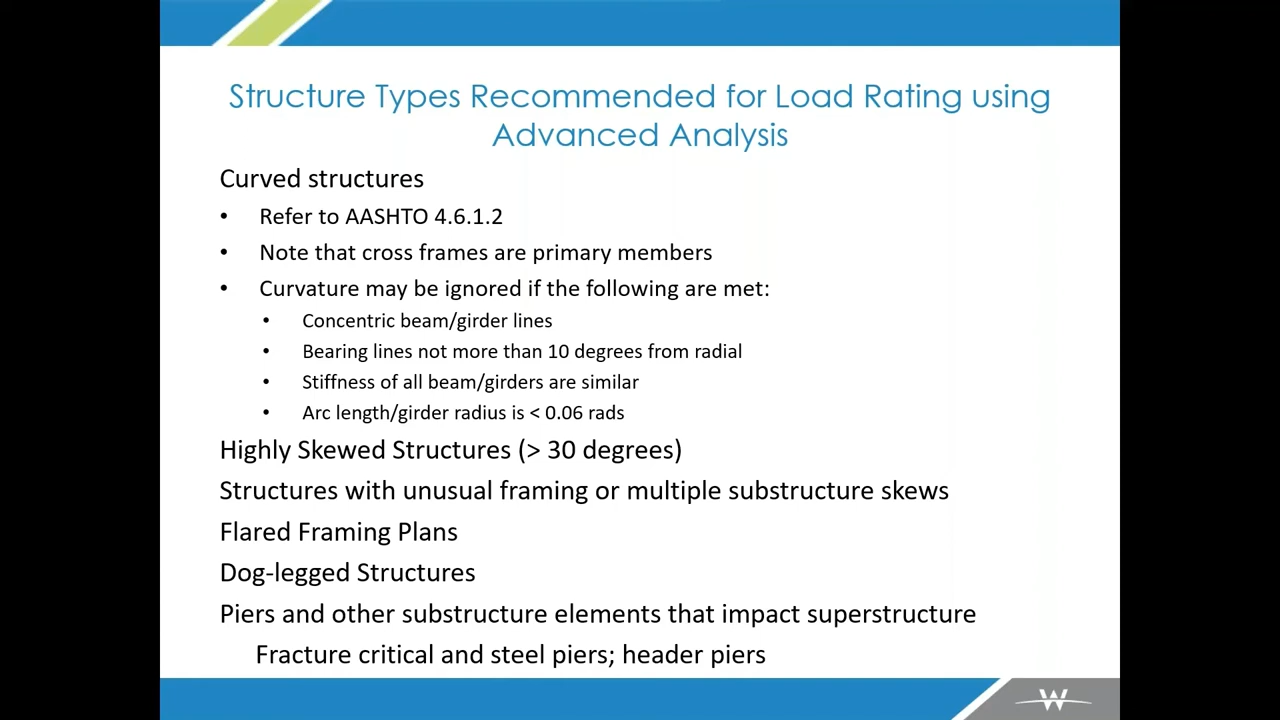 Structure Types Recommended for Load Rating using
Advanced Analysis
Curved structures
• Refer to AASHTO 4.6.1.2
• Note that cross frames are primary members
• Curvature may be ignored if the following are met:
• Concentric beam/girder lines
• Bearing lines not more than 10 degrees from radial
• Stiffness of all beam/girders are similar
• Arc length/girder radius is < 0.06 rads
Highly Skewed Structures (> 30 degrees)
Structures with unusual framing or multiple substructure skews
Flared Framing Plans
Dog-legged Structures
Piers and other substructure elements that impact superstructure
Fracture critical and steel piers; header piers
W